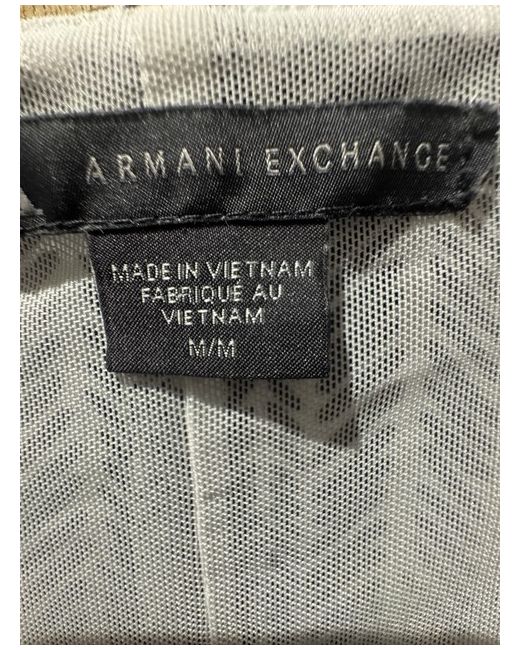 ARMANI EXCHANGE
MADE IN VIETNAM
FABRIQUÉ AU
VIETNAM
M/M